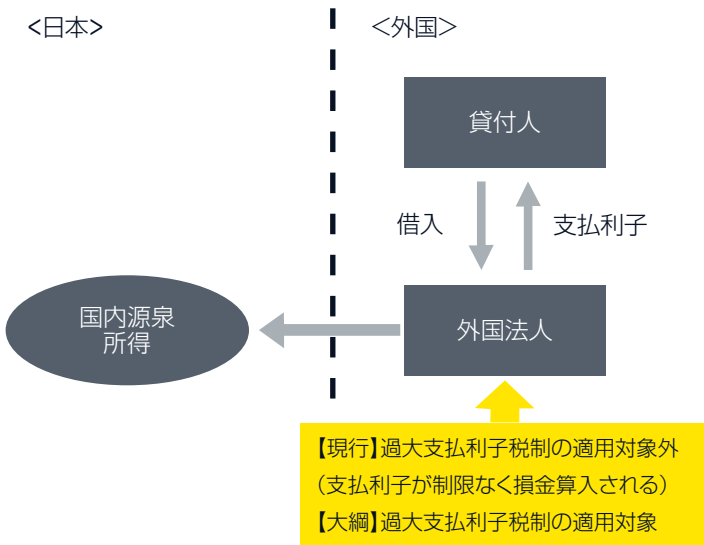 <日本>
＜外国＞
貸付人
借入
支払利子
国内源泉
所得
外国法人
【現行】過大支払利子税制の適用対象外
（支払利子が制限なく損金算入される）
【大綱】過大支払利子税制の適用対象